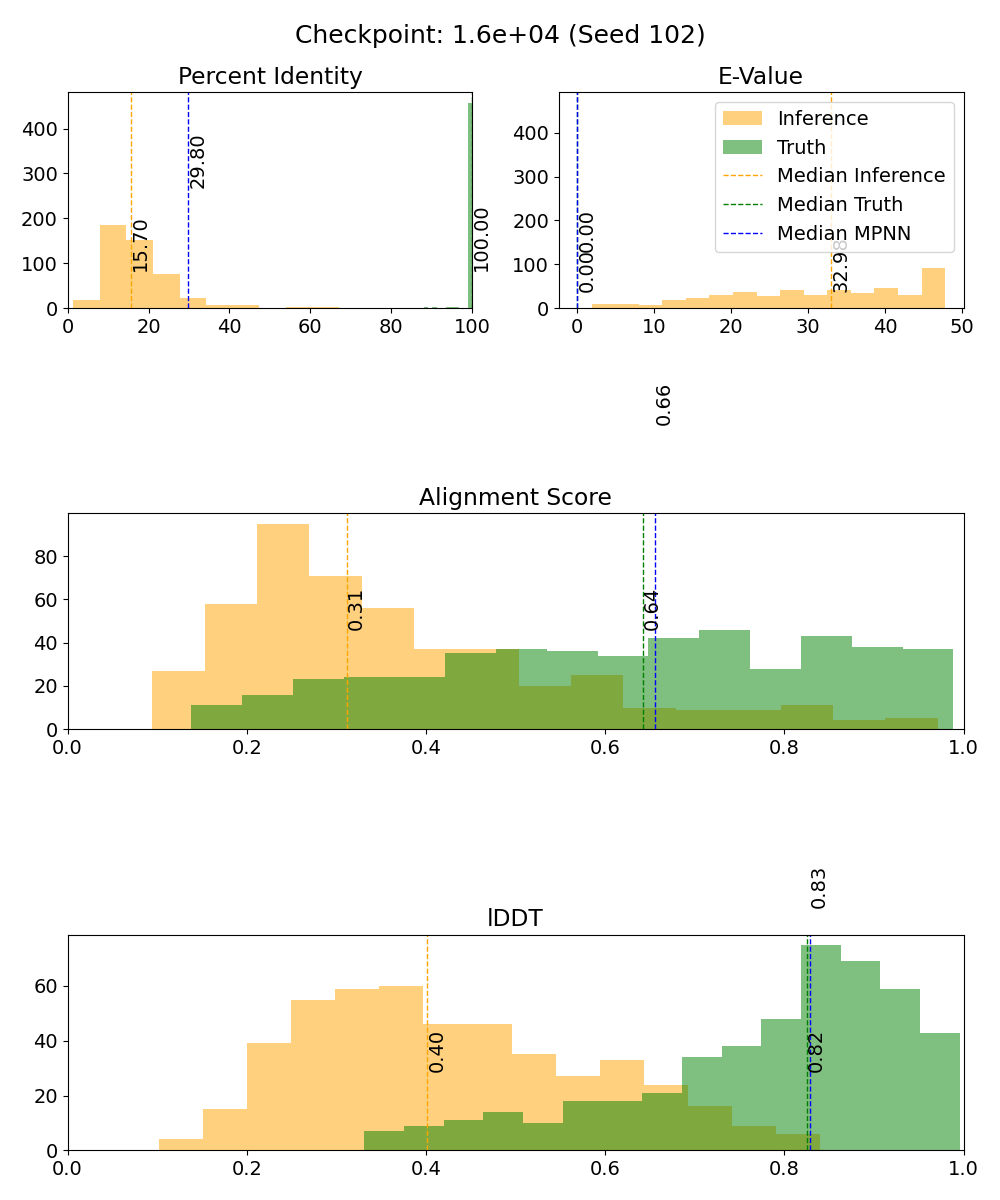 Checkpoint: 1.6e+04 (Seed 102)
Percent Identity
400
300
200
100
0
0 20 40 60 80 100
15.70
29.80
100.00
E-Value
400
300
200
100
0
0 10 20 30 40 50
0.00
0.00
32.98
Inference
Truth
Median Inference
Median Truth
Median MPNN
0.66
Alignment Score
80
60
40
20
0
0.0 0.2 0.4 0.6 0.8 1.0
0.31
0.64
0.83
lDDT
60
40
20
0
0.0 0.2 0.4 0.6 0.8 1.0
0.40
0.82